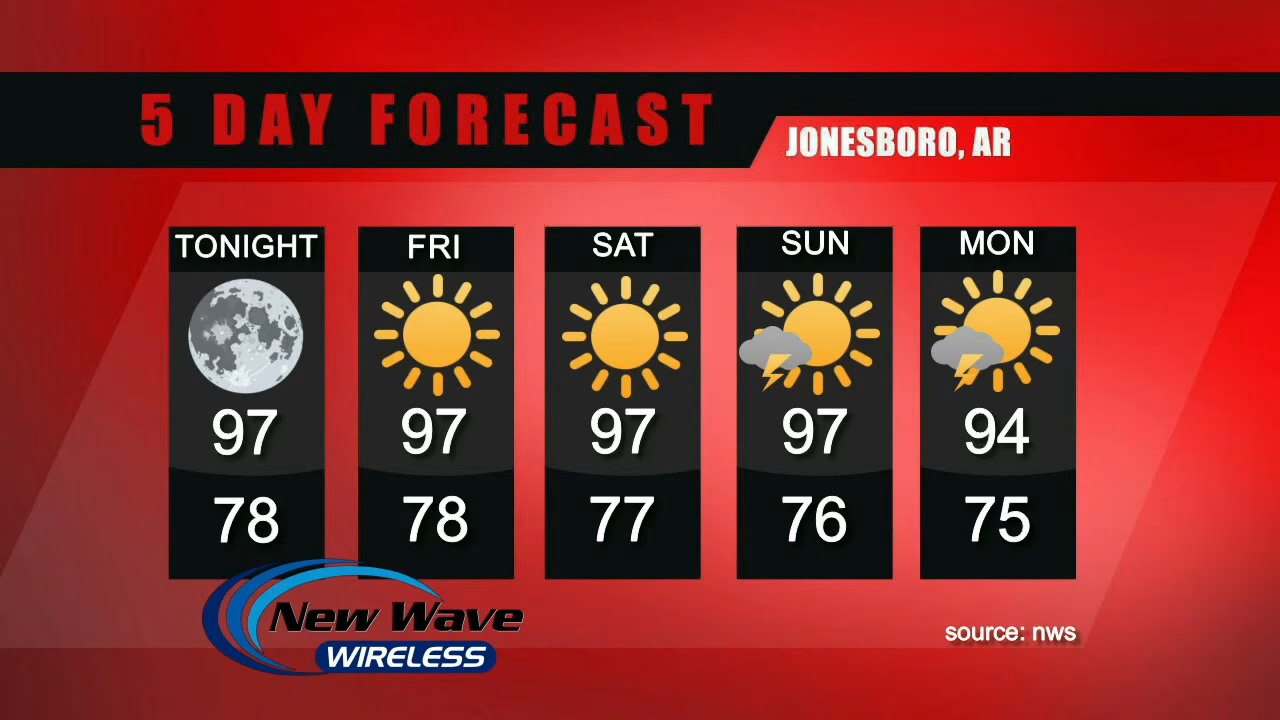 5 DAY FORECAST
JONESBORO, AR
TONIGHT
97
78
FRI
97
78
SAT
97
77
SUN
97
76
MON
94
75
New Wave
WIRELESS
source: nws